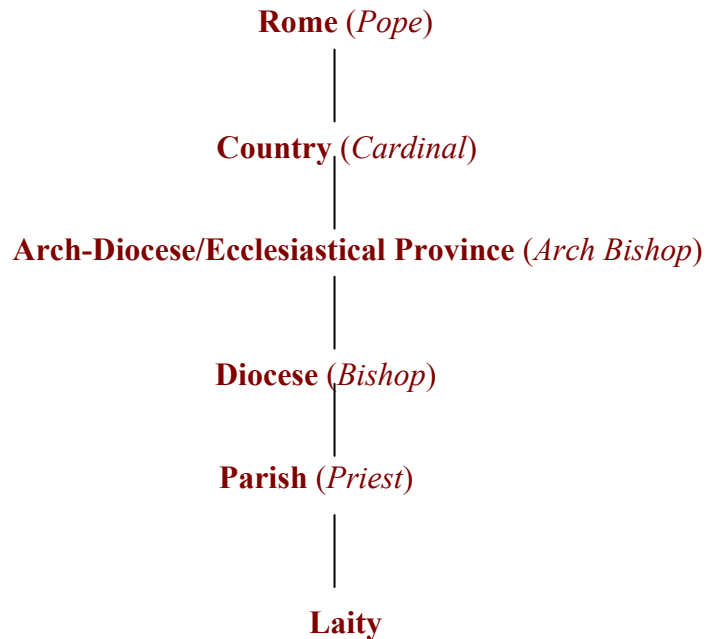 Rome (Pope)
Country (Cardinal)
Arch-Diocese/Ecclesiastical Province (Arch Bishop)
Diocese (Bishop)
Parish (Priest)
Laity